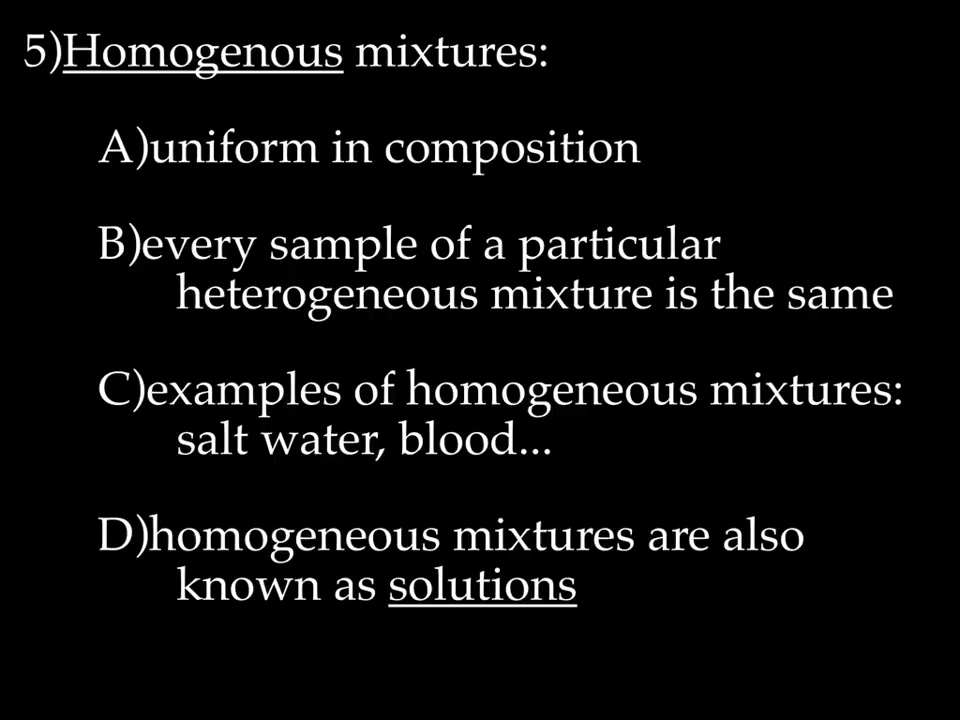 5)Homogenous mixtures:
A)uniform in composition
B)every sample of a particular
heterogeneous mixture is the same
C)examples of homogeneous mixtures:
salt water, blood...
D)homogeneous mixtures are also
known as solutions